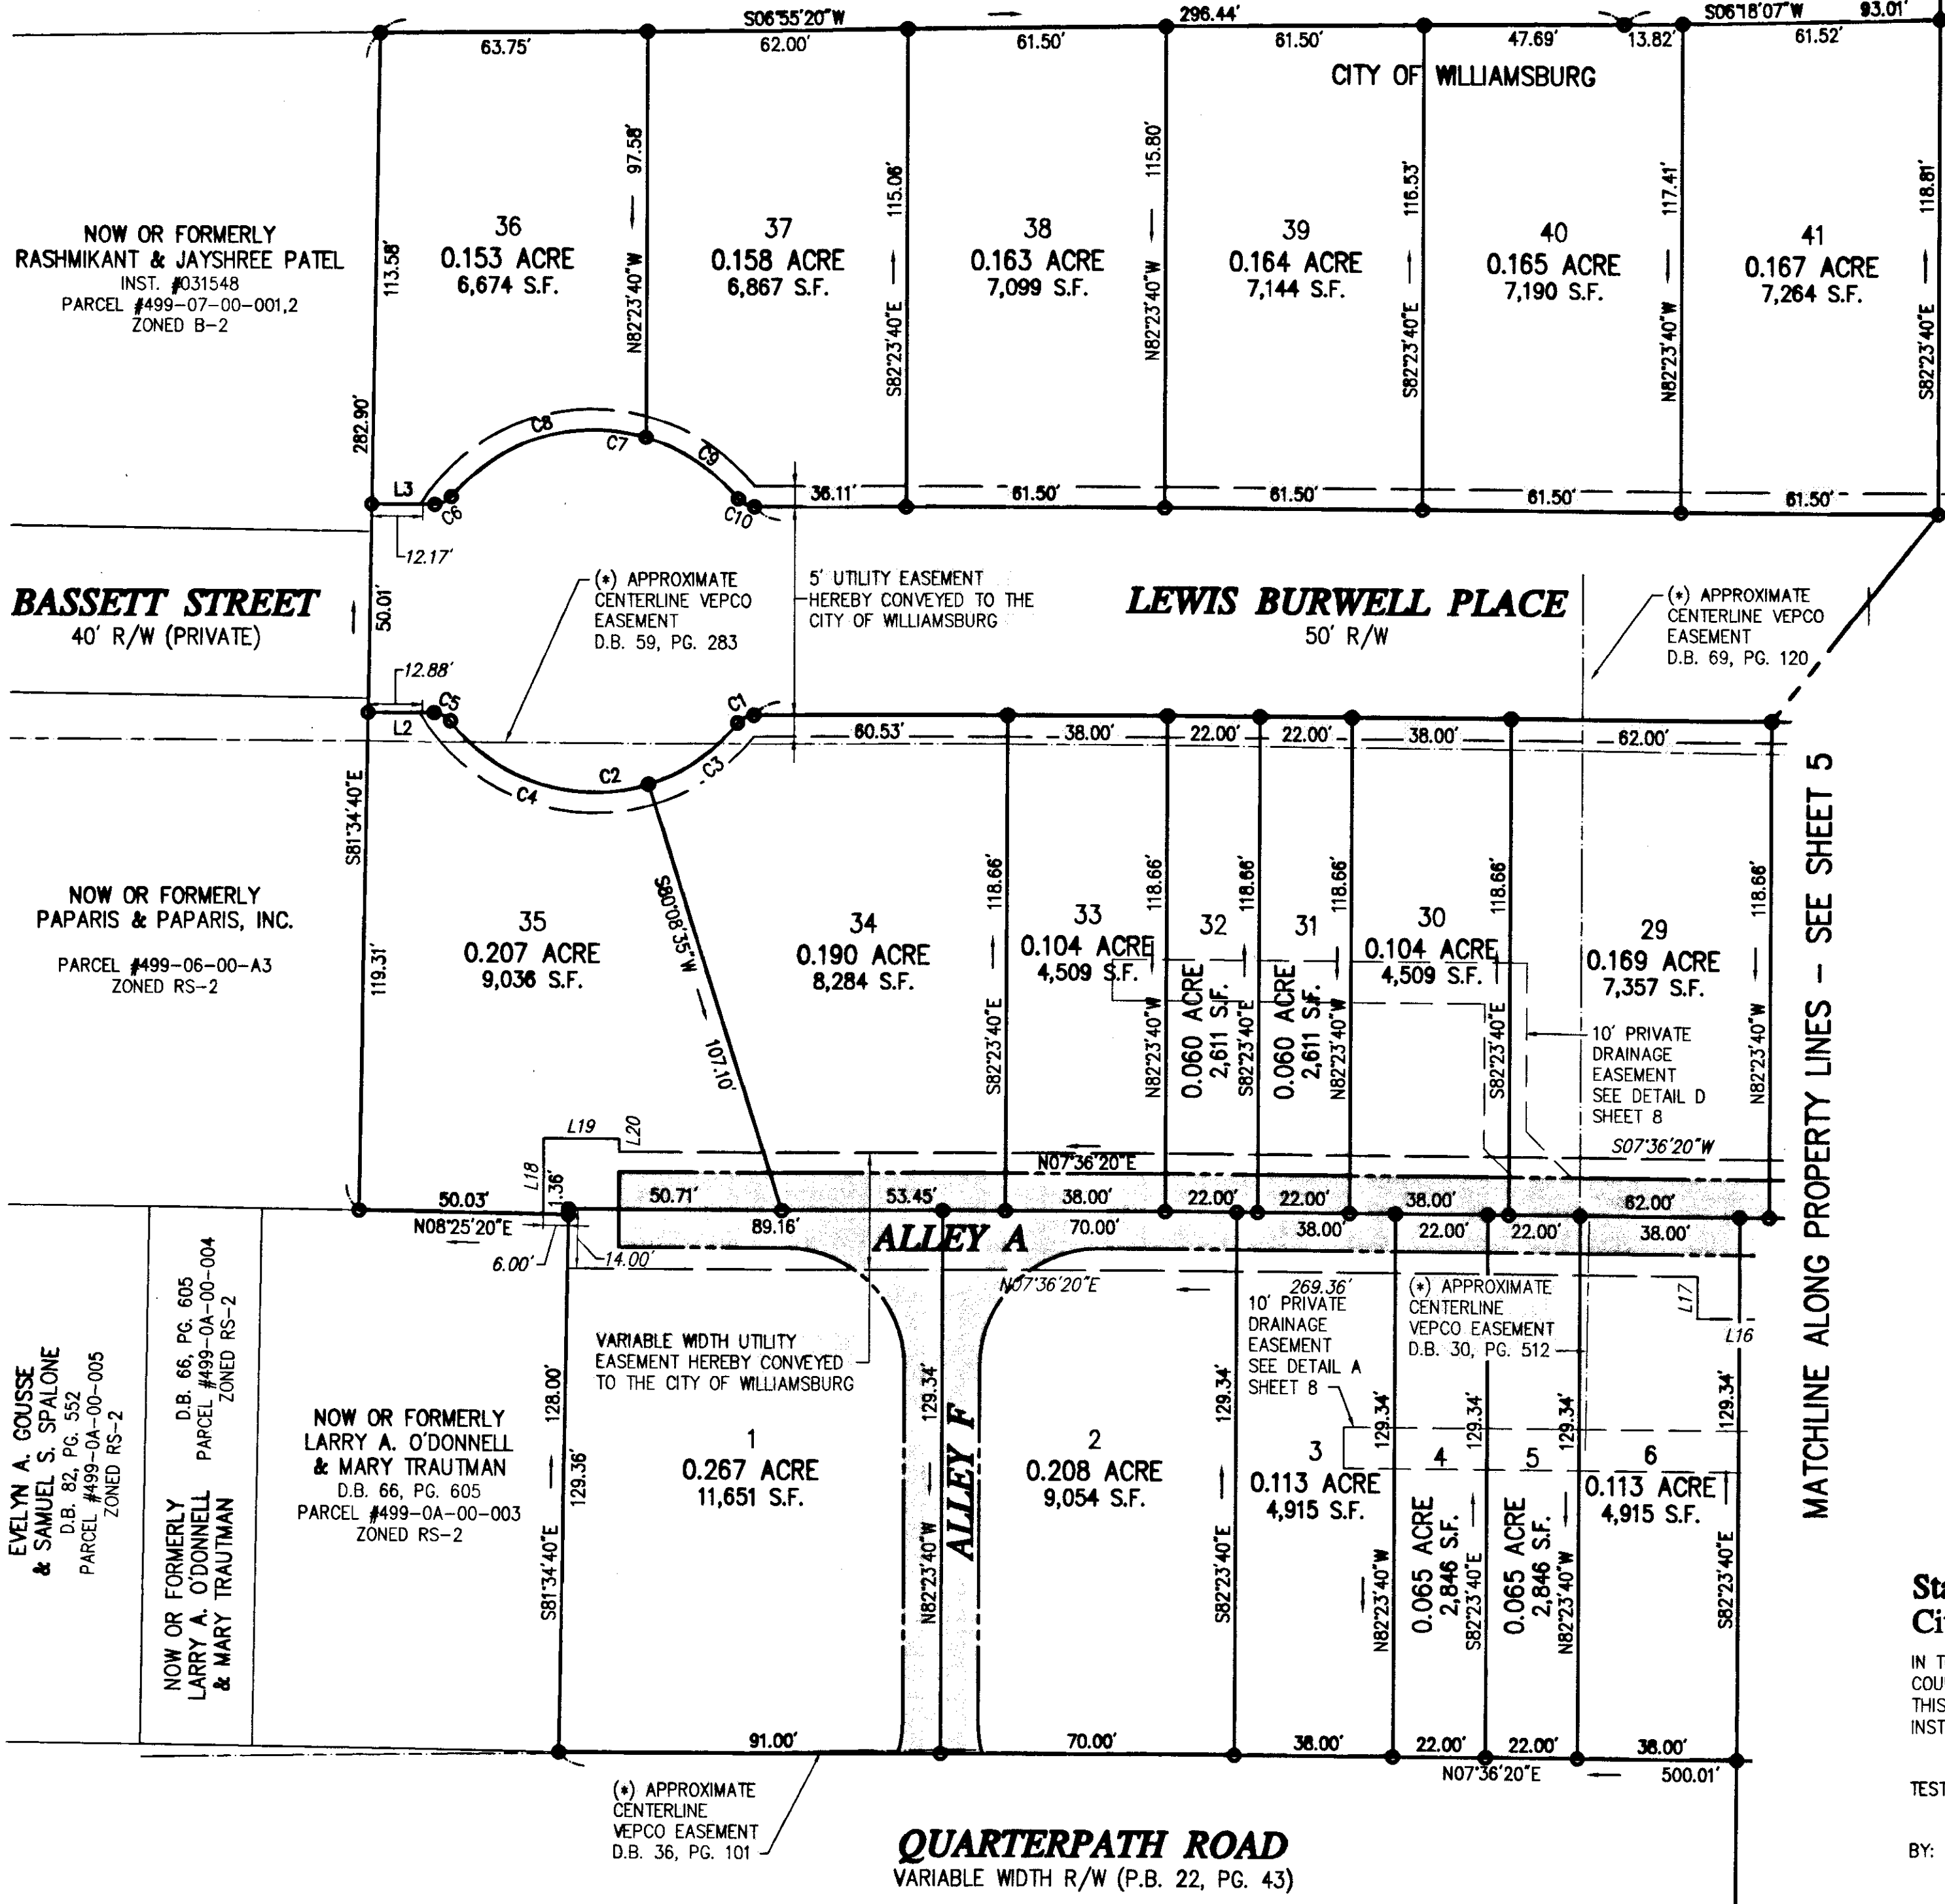 S06°55'20"W
296.44'
S06°18'07"W
93.01'
63.75'
62.00'
61.50'
61.50'
47.69'
13.82'
61.52'
CITY OF WILLIAMSBURG
NOW OR FORMERLY
RASHMIKANT & JAYSHREE PATEL
INST. #031548
PARCEL #499-07-00-001,2
ZONED B-2
113.58'
282.90'
36
0.153 ACRE
6,674 S.F.
N82°23'40"W
97.58'
37
0.158 ACRE
6,867 S.F.
S82°23'40"E
115.06'
38
0.163 ACRE
7,099 S.F.
N82°23'40"W
115.80'
39
0.164 ACRE
7,144 S.F.
S82°23'40"E
116.53'
40
0.165 ACRE
7,190 S.F.
N82°23'40"W
117.41'
41
0.167 ACRE
7,264 S.F.
S82°23'40"E
118.81'
L3
C6
C8
C7
C9
C10
36.11'
61.50'
61.50'
61.50'
61.50'
12.17'
BASSETT STREET
40' R/W (PRIVATE)
50.01'
(*) APPROXIMATE
CENTERLINE VEPCO
EASEMENT
D.B. 59, PG. 283
5' UTILITY EASEMENT
HEREBY CONVEYED TO THE
CITY OF WILLIAMSBURG
LEWIS BURWELL PLACE
50' R/W
(*) APPROXIMATE
CENTERLINE VEPCO
EASEMENT
D.B. 69, PG. 120
12.88'
L2
C5
C4
C2
C3
C1
60.53'
38.00'
22.00'
22.00'
38.00'
62.00'
MATCHLINE ALONG PROPERTY LINES - SEE SHEET 5
NOW OR FORMERLY
PAPARIS & PAPARIS, INC.
PARCEL #499-06-00-A3
ZONED RS-2
S81°34'40"E
119.31'
35
0.207 ACRE
9,036 S.F.
S80°08'35"W
107.10'
34
0.190 ACRE
8,284 S.F.
S82°23'40"E
118.66'
33
0.104 ACRE
4,509 S.F.
N82°23'40"W
118.66'
32
0.060 ACRE
2,611 S.F.
S82°23'40"E
118.66'
31
0.060 ACRE
2,611 S.F.
N82°23'40"W
118.66'
30
0.104 ACRE
4,509 S.F.
S82°23'40"E
118.66'
29
0.169 ACRE
7,357 S.F.
N82°23'40"W
118.66'
10' PRIVATE
DRAINAGE
EASEMENT
SEE DETAIL D
SHEET 8
S07°36'20"W
L19
L20
L18
1.36'
N07°36'20"E
50.03'
N08°25'20"E
50.71'
53.45'
38.00'
22.00'
22.00'
38.00'
62.00'
89.16'
70.00'
38.00'
22.00'
22.00'
38.00'
ALLEY A
6.00'
14.00'
N07°36'20"E
269.36'
L17
L16
10' PRIVATE
DRAINAGE
EASEMENT
SEE DETAIL A
SHEET 8
(*) APPROXIMATE
CENTERLINE
VEPCO EASEMENT
D.B. 30, PG. 512
VARIABLE WIDTH UTILITY
EASEMENT HEREBY CONVEYED
TO THE CITY OF WILLIAMSBURG
EVELYN A. GOUSSE
& SAMUEL S. SPALONE
D.B. 82, PG. 552
PARCEL #499-0A-00-005
ZONED RS-2
NOW OR FORMERLY
LARRY A. O'DONNELL
& MARY TRAUTMAN
D.B. 66, PG. 605
PARCEL #499-0A-00-004
ZONED RS-2
NOW OR FORMERLY
LARRY A. O'DONNELL
& MARY TRAUTMAN
D.B. 66, PG. 605
PARCEL #499-0A-00-003
ZONED RS-2
S81°34'40"E
128.00'
129.36'
1
0.267 ACRE
11,651 S.F.
N82°23'40"W
129.34'
ALLEY F
2
0.208 ACRE
9,054 S.F.
S82°23'40"E
129.34'
3
0.113 ACRE
4,915 S.F.
N82°23'40"W
129.34'
4
0.065 ACRE
2,846 S.F.
S82°23'40"E
129.34'
5
0.065 ACRE
2,846 S.F.
N82°23'40"W
129.34'
6
0.113 ACRE
4,915 S.F.
S82°23'40"E
129.34'
91.00'
70.00'
38.00'
22.00'
22.00'
38.00'
N07°36'20"E
500.01'
(*) APPROXIMATE
CENTERLINE
VEPCO EASEMENT
D.B. 36, PG. 101
QUARTERPATH ROAD
VARIABLE WIDTH R/W (P.B. 22, PG. 43)
Sta
Ci
IN T
COU
THIS
INST
TEST
BY: